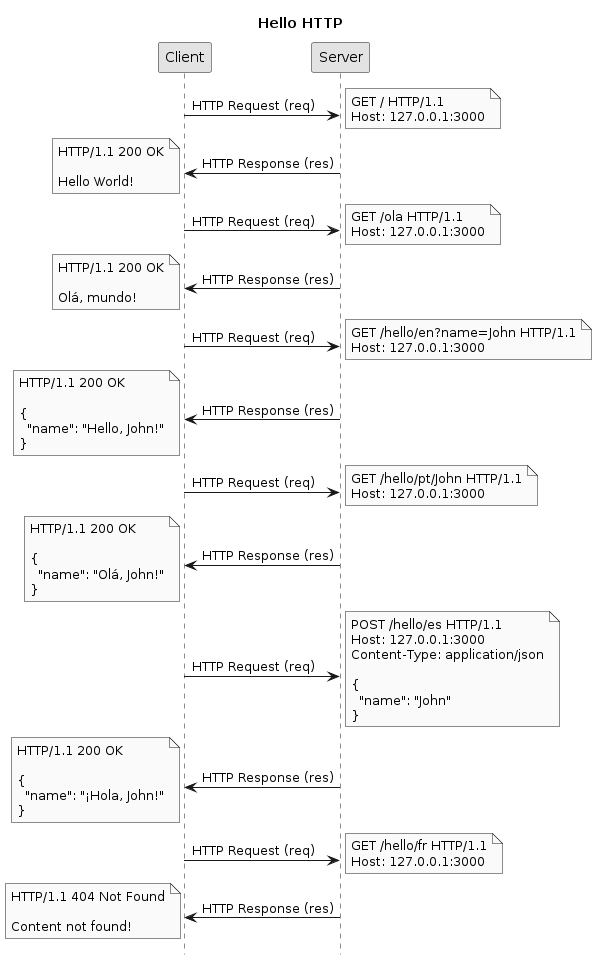 Hello HTTP
Client
Server
HTTP Request (req)
GET / HTTP/1.1
Host: 127.0.0.1:3000
HTTP/1.1 200 OK
Hello World!
HTTP Response (res)
HTTP Request (req)
GET /ola HTTP/1.1
Host: 127.0.0.1:3000
HTTP/1.1 200 OK
Olá, mundo!
HTTP Response (res)
HTTP Request (req)
GET /hello/en?name=John HTTP/1.1
Host: 127.0.0.1:3000
HTTP/1.1 200 OK
{
"name": "Hello, John!"
}
HTTP Response (res)
HTTP Request (req)
GET /hello/pt/John HTTP/1.1
Host: 127.0.0.1:3000
HTTP/1.1 200 OK
{
"name": "Olá, John!"
}
HTTP Response (res)
HTTP Request (req)
POST /hello/es HTTP/1.1
Host: 127.0.0.1:3000
Content-Type: application/json
{
"name": "John"
}
HTTP/1.1 200 OK
{
"name": "¡Hola, John!"
}
HTTP Response (res)
HTTP Request (req)
GET /hello/fr HTTP/1.1
Host: 127.0.0.1:3000
HTTP/1.1 404 Not Found
Content not found!
HTTP Response (res)